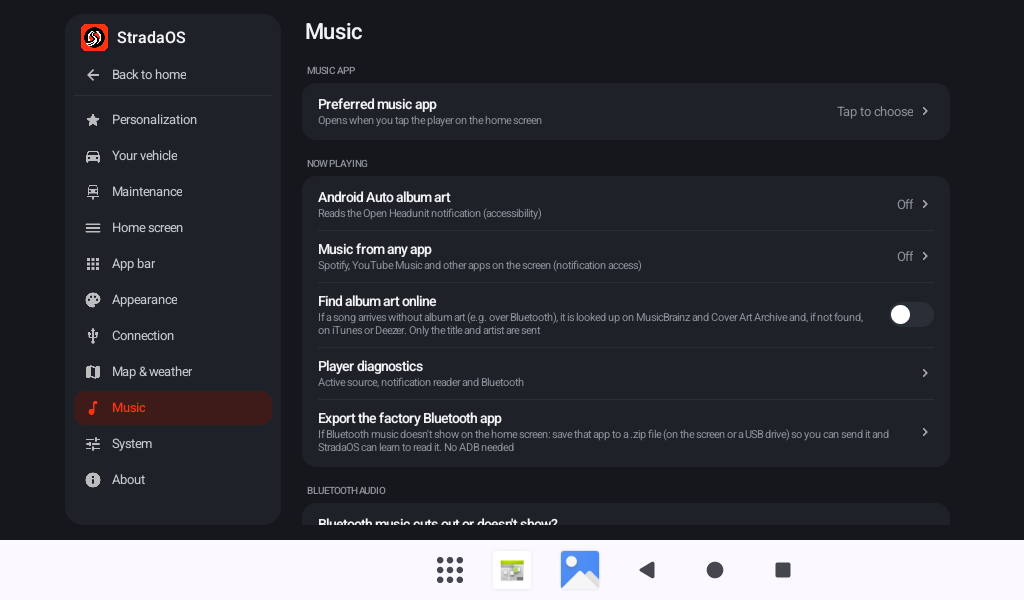 StradaOS
Back to home
Personalization
Your vehicle
Maintenance
Home screen
App bar
Appearance
Connection
Map & weather
Music
System
About
Music
MUSIC APP
Preferred music app
Opens when you tap the player on the home screen
Tap to choose
NOW PLAYING
Android Auto album art
Reads the Open Headunit notification (accessibility)
Off
Music from any app
Spotify, YouTube Music and other apps on the screen (notification access)
Off
Find album art online
If a song arrives without album art (e.g. over Bluetooth), it is looked up on MusicBrainz and Cover Art Archive and, if not found,
on iTunes or Deezer. Only the title and artist are sent
Player diagnostics
Active source, notification reader and Bluetooth
Export the factory Bluetooth app
If Bluetooth music doesn't show on the home screen: save that app to a .zip file (on the screen or a USB drive) so you can send it and
StradaOS can learn to read it. No ADB needed
BLUETOOTH AUDIO
Bluetooth music cuts out or doesn't show?